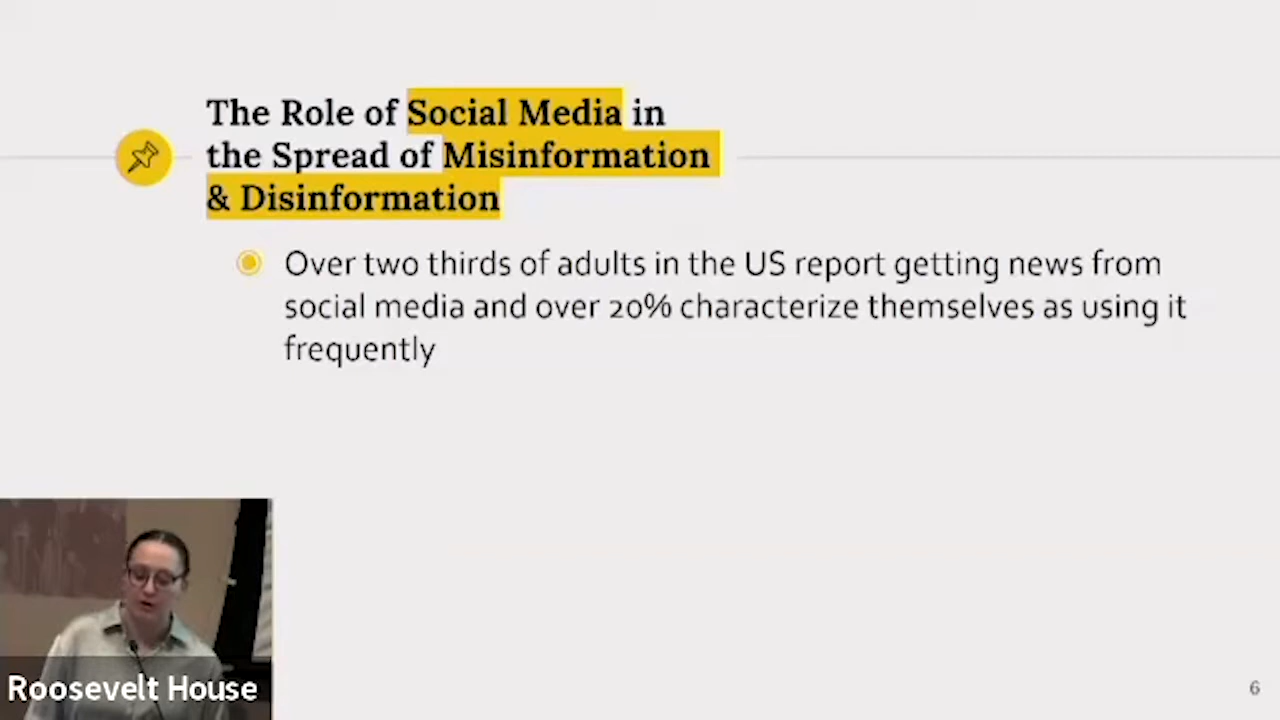 The Role of Social Media in
the Spread of Misinformation
& Disinformation
Over two thirds of adults in the US report getting news from
social media and over 20% characterize themselves as using it
frequently
Roosevelt House
6